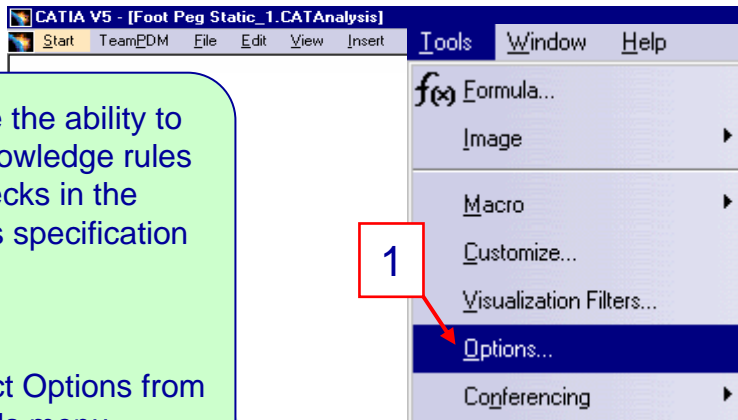 CATIA V5 - [Foot Peg Static_1.CATAnalysis]
Start TeamPDM File Edit View Insert Tools Window Help
f(x) Formula...
Image
Macro
Customize...
Visualization Filters...
Options...
Conferencing
the ability to
owledge rules
cks in the
s specification
ct Options from
menu
1